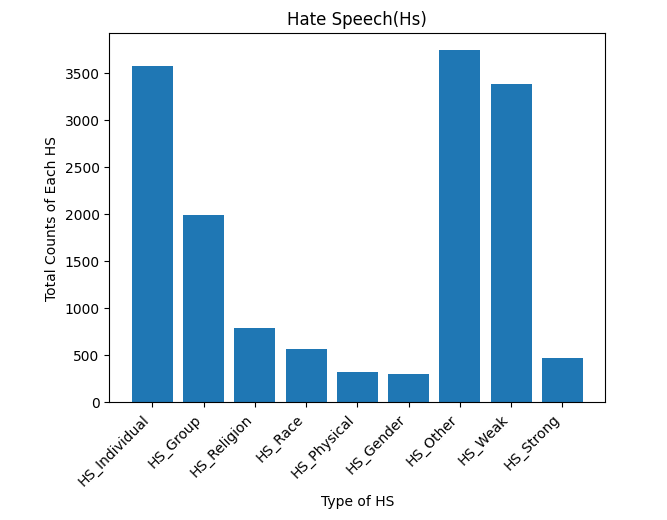 Hate Speech(Hs)
Total Counts of Each HS
3500
3000
2500
2000
1500
1000
500
0
HS_Individual
HS_Group
HS_Religion
HS_Race
HS_Physical
HS_Gender
HS_Other
HS_Weak
HS_Strong
Type of HS